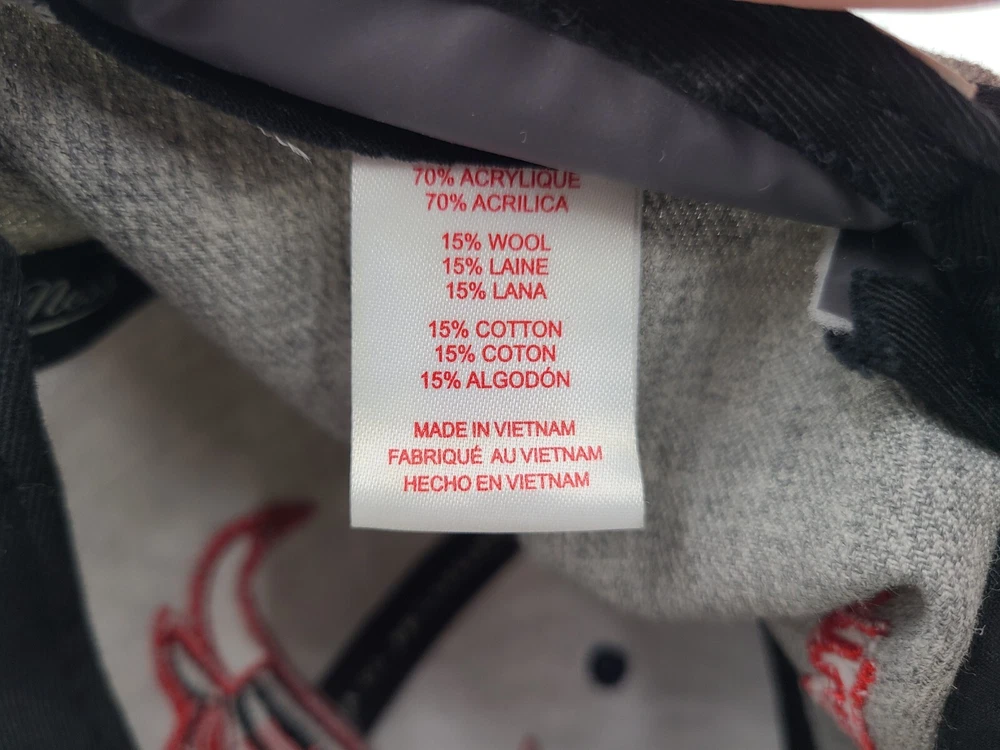 70% ACRYLIQUE
70% ACRILICA
15% WOOL
15% LAINE
15% LANA
15% COTTON
15% COTON
15% ALGODÓN
MADE IN VIETNAM
FABRIQUÉ AU VIETNAM
HECHO EN VIETNAM